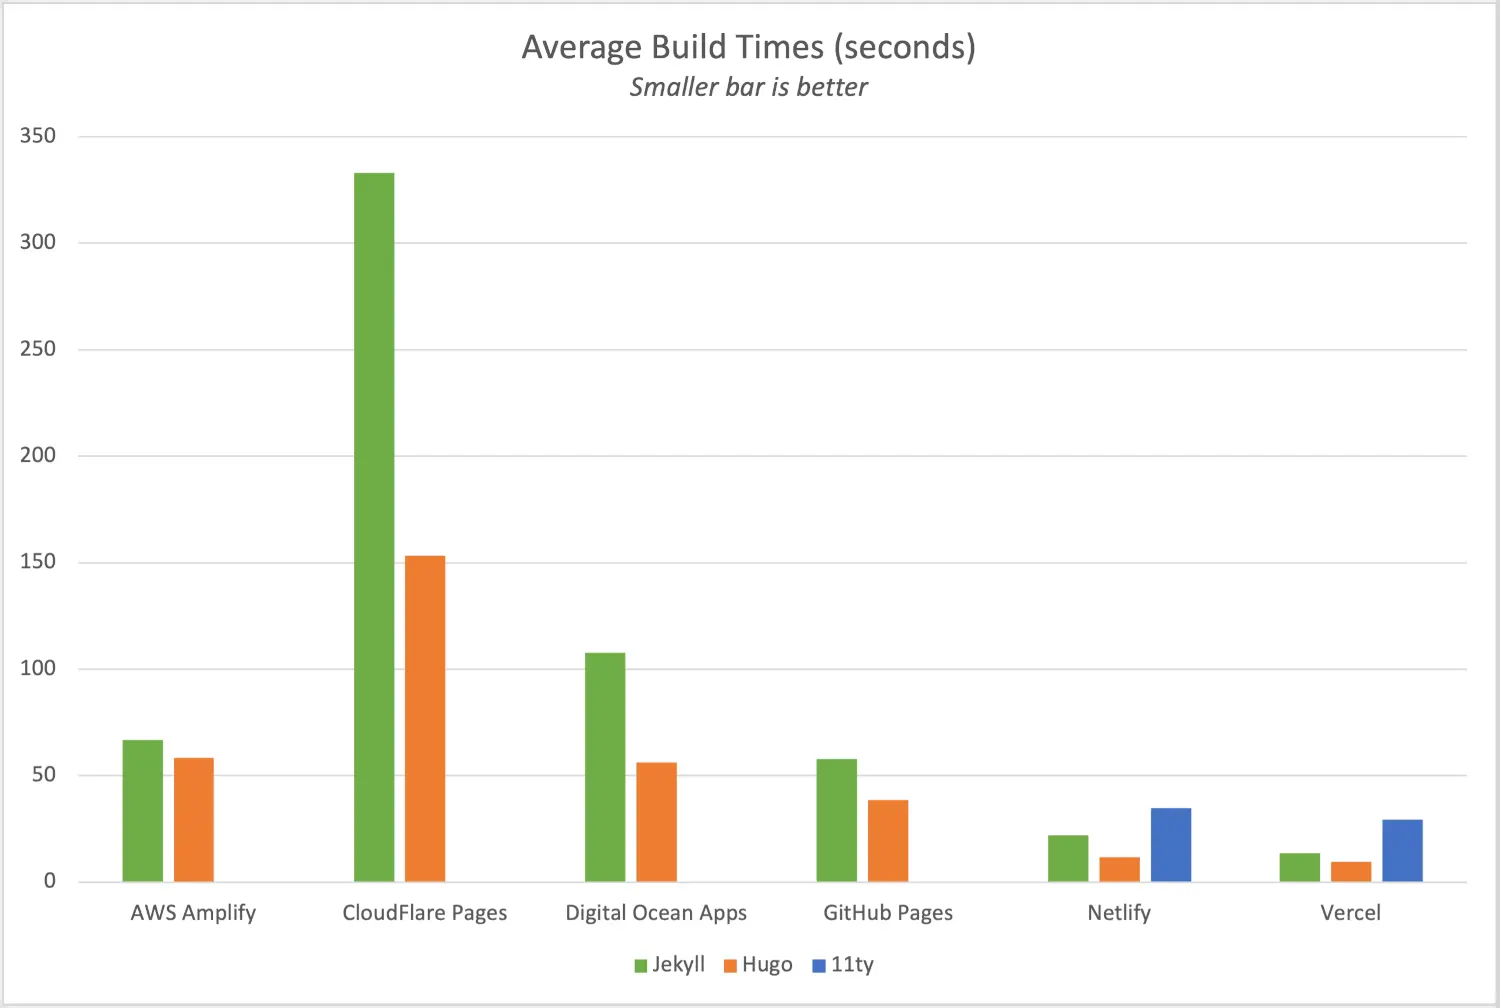 Average Build Times (seconds)
Smaller bar is better
350
300
250
200
150
100
50
0
AWS Amplify CloudFlare Pages Digital Ocean Apps GitHub Pages Netlify Vercel
Jekyll Hugo 11ty